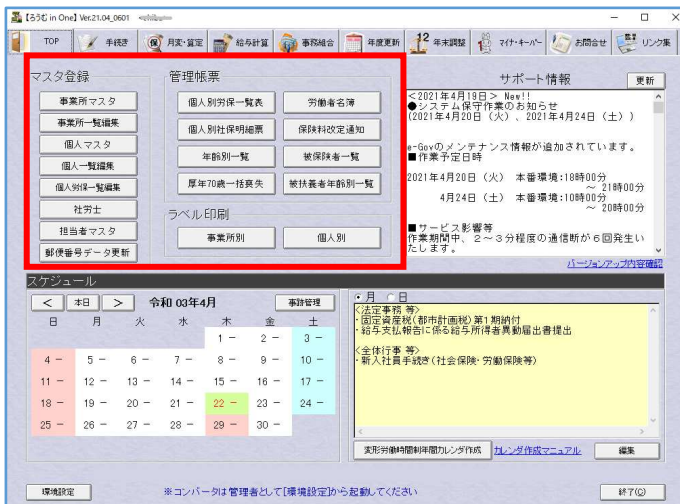 【ろうむ in One】 Ver.21.04_0601
TOP 手続き 月変・算定 給与計算 事務組合 年度更新 年末調整 マイナ・キーパー お問合せ リンク集
マスタ登録
事業所マスタ
事業所一覧編集
個人マスタ
個人一覧編集
個人労保一覧編集
社労士
担当者マスタ
郵便番号データ更新
管理帳票
個人別労保一覧表 労働者名簿
個人別社保明細票 保険料改定通知
年齢別一覧 被保険者一覧
厚年70歳一括喪失 被扶養者年齢別一覧
ラベル印刷
事業所別 個人別
サポート情報 更新
<2021年4月19日> New!!
●システム保守作業のお知らせ
(2021年4月20日(火)、2021年4月24日(土))
e-Govのメンテナンス情報が追加されています。
■作業予定日時
2021年4月20日(火) 本番環境:18時00分
～ 21時00分
4月24日(土) 本番環境:10時00分
～ 20時00分
■サービス影響等
作業期間中、2～3分程度の通信断が6回発生い
たします。
バージョンアップ内容確認
スケジュール
< 本日 > 令和 03年4月 事跡管理
日 月 火 水 木 金 土
1 - 2 - 3 -
4 - 5 - 6 - 7 - 8 - 9 - 10 -
11 - 12 - 13 - 14 - 15 - 16 - 17 -
18 - 19 - 20 - 21 - 22 - 23 - 24 -
25 - 26 - 27 - 28 - 29 - 30 -
月 日
<法定事務 等>
・固定資産税(都市計画税)第1期納付
・給与支払報告に係る給与所得者異動届出書提出
<全体行事 等>
・新入社員手続き(社会保険・労働保険等)
変形労働時間制年間カレンダ作成 カレンダ作成マニュアル 編集
環境設定 ※コンバータは管理者として[環境設定]から起動してください 終了(O)